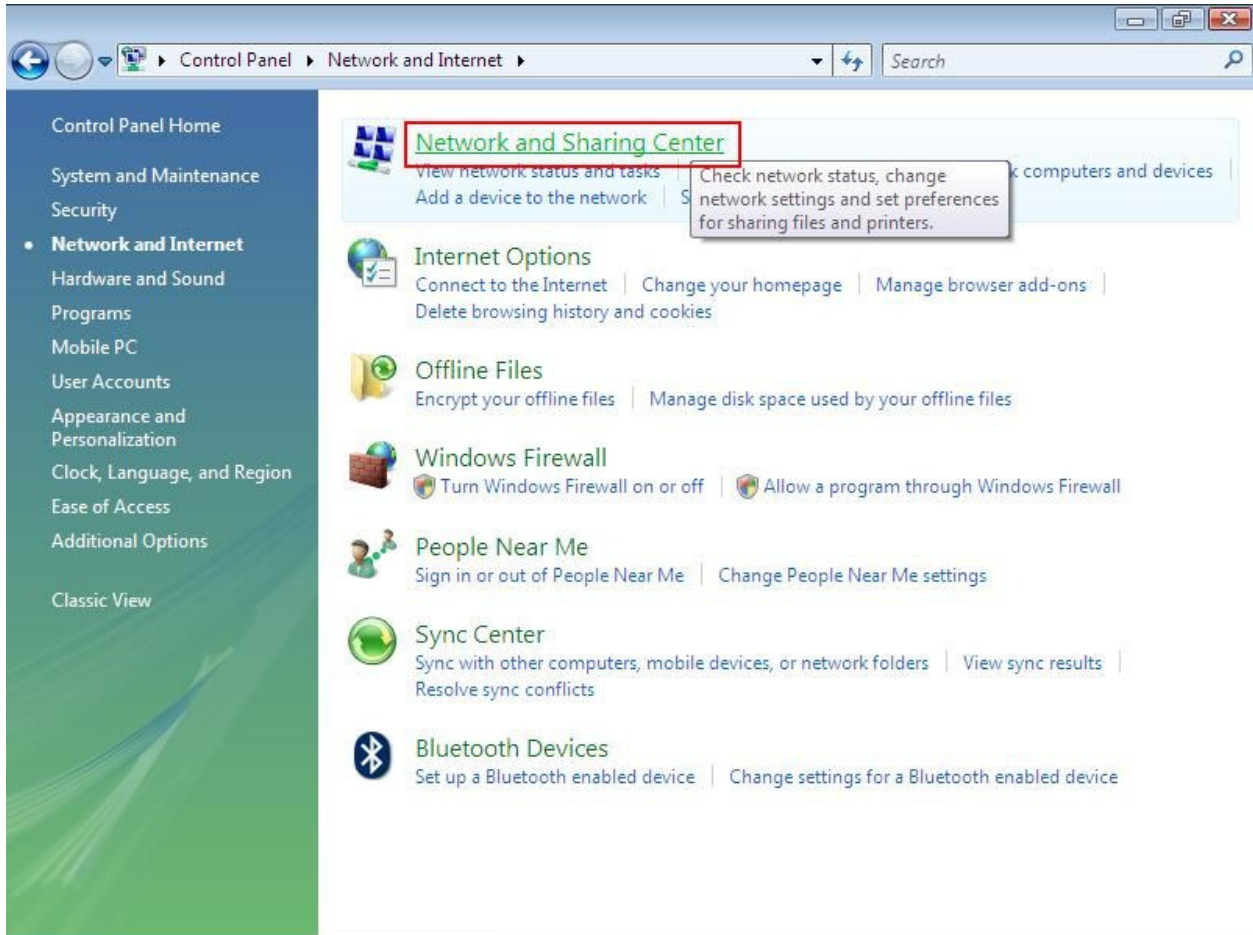 Control Panel Network and Internet Search
Control Panel Home
System and Maintenance
Security
Network and Internet
Hardware and Sound
Programs
Mobile PC
User Accounts
Appearance and
Personalization
Clock, Language, and Region
Ease of Access
Additional Options
Classic View
Network and Sharing Center
View network status and tasks computers and devices
Add a device to the network
Check network status, change
network settings and set preferences
for sharing files and printers.
Internet Options
Connect to the Internet Change your homepage Manage browser add-ons
Delete browsing history and cookies
Offline Files
Encrypt your offline files Manage disk space used by your offline files
Windows Firewall
Turn Windows Firewall on or off Allow a program through Windows Firewall
People Near Me
Sign in or out of People Near Me Change People Near Me settings
Sync Center
Sync with other computers, mobile devices, or network folders View sync results
Resolve sync conflicts
Bluetooth Devices
Set up a Bluetooth enabled device Change settings for a Bluetooth enabled device